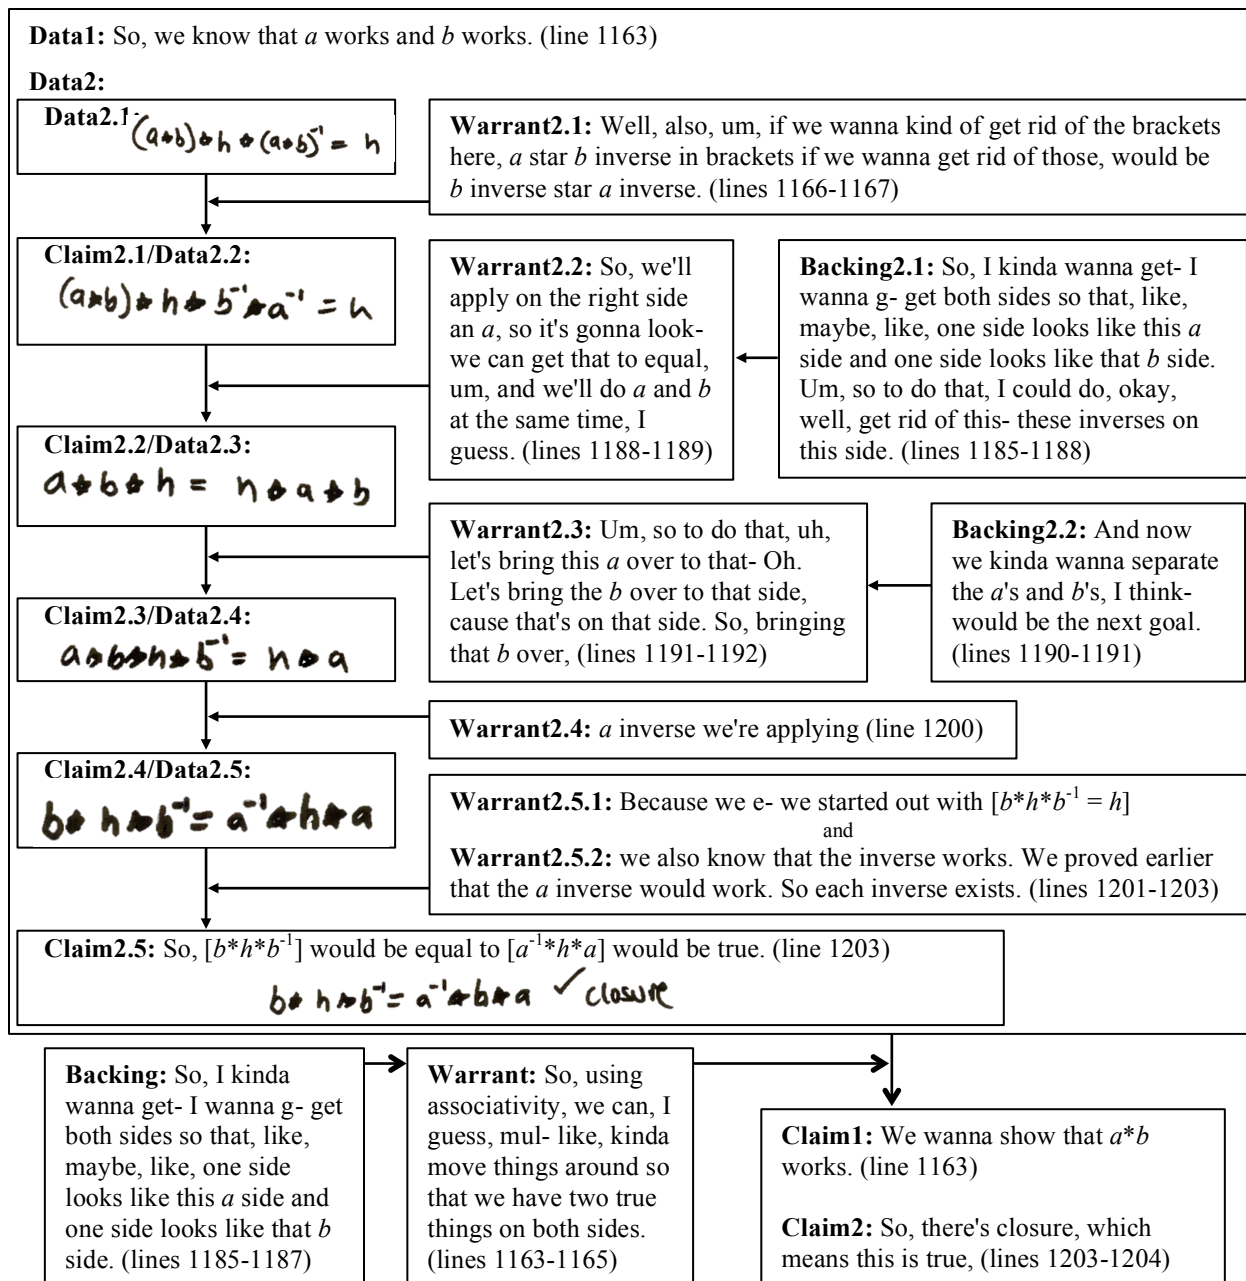 Data1: So, we know that a works and b works. (line 1163)
Data2:
Data2.1:
(a*b)*h*(a*b)⁻¹ = h
Warrant2.1: Well, also, um, if we wanna kind of get rid of the brackets
here, a star b inverse in brackets if we wanna get rid of those, would be
b inverse star a inverse. (lines 1166-1167)
Claim2.1/Data2.2:
(a*b)*h*b⁻¹*a⁻¹ = h
Warrant2.2: So, we'll
apply on the right side
an a, so it's gonna look-
we can get that to equal,
um, and we'll do a and b
at the same time, I
guess. (lines 1188-1189)
Backing2.1: So, I kinda wanna get- I
wanna g- get both sides so that, like,
maybe, like, one side looks like this a
side and one side looks like that b side.
Um, so to do that, I could do, okay,
well, get rid of this- these inverses on
this side. (lines 1185-1188)
Claim2.2/Data2.3:
a*b*h = h*a*b
Warrant2.3: Um, so to do that, uh,
let's bring this a over to that- Oh.
Let's bring the b over to that side,
cause that's on that side. So, bringing
that b over, (lines 1191-1192)
Backing2.2: And now
we kinda wanna separate
the a's and b's, I think-
would be the next goal.
(lines 1190-1191)
Claim2.3/Data2.4:
a*b*h*b⁻¹ = h*a
Warrant2.4: a inverse we're applying (line 1200)
Claim2.4/Data2.5:
b*h*b⁻¹ = a⁻¹*h*a
Warrant2.5.1: Because we e- we started out with [b*h*b⁻¹ = h]
and
Warrant2.5.2: we also know that the inverse works. We proved earlier
that the a inverse would work. So each inverse exists. (lines 1201-1203)
Claim2.5: So, [b*h*b⁻¹] would be equal to [a⁻¹*h*a] would be true. (line 1203)
b*h*b⁻¹ = a⁻¹*b*a ✓ closure
Backing: So, I kinda
wanna get- I wanna g- get
both sides so that, like,
maybe, like, one side
looks like this a side and
one side looks like that b
side. (lines 1185-1187)
Warrant: So, using
associativity, we can, I
guess, mul- like, kinda
move things around so
that we have two true
things on both sides.
(lines 1163-1165)
Claim1: We wanna show that a*b
works. (line 1163)
Claim2: So, there's closure, which
means this is true, (lines 1203-1204)